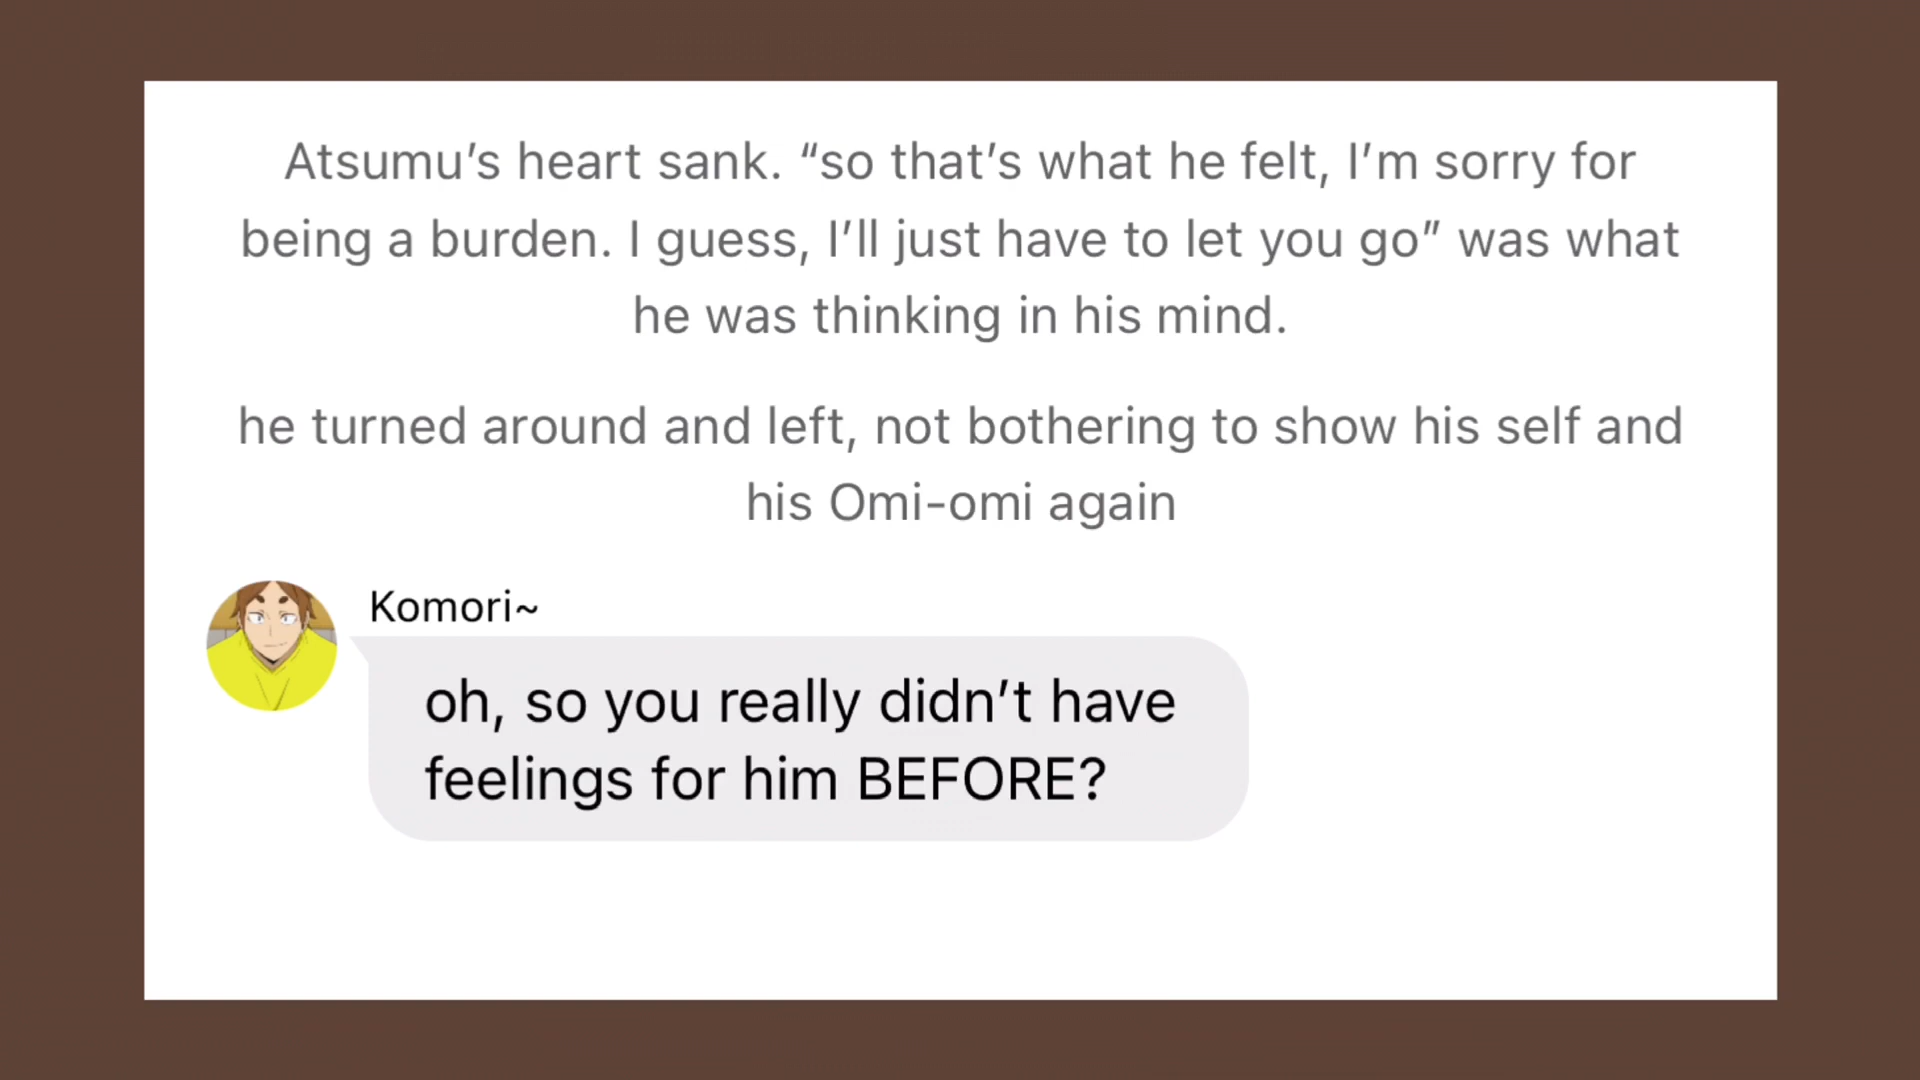 Atsumu’s heart sank. “so that’s what he felt, I’m sorry for
being a burden. I guess, I’ll just have to let you go” was what
he was thinking in his mind.
he turned around and left, not bothering to show his self and
his Omi-omi again
Komori~
oh, so you really didn’t have
feelings for him BEFORE?